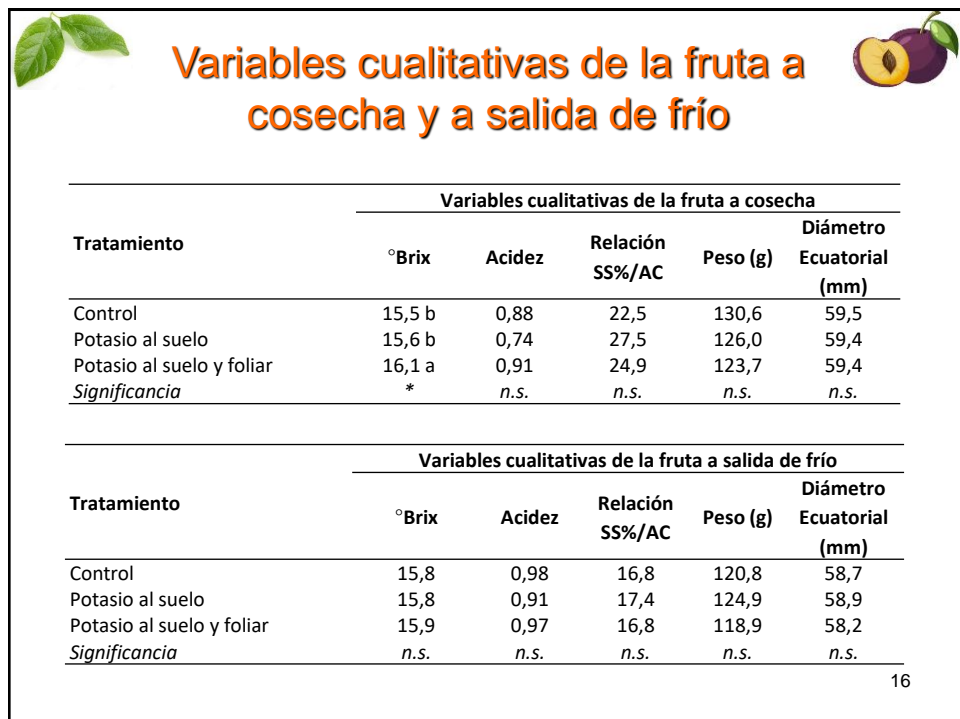 Variables cualitativas de la fruta a
cosecha y a salida de frío
Variables cualitativas de la fruta a cosecha
Tratamiento °Brix Acidez Relación SS%/AC Peso (g) Diámetro Ecuatorial (mm)
Control 15,5 b 0,88 22,5 130,6 59,5
Potasio al suelo 15,6 b 0,74 27,5 126,0 59,4
Potasio al suelo y foliar 16,1 a 0,91 24,9 123,7 59,4
Significancia * n.s. n.s. n.s. n.s.
Variables cualitativas de la fruta a salida de frío
Tratamiento °Brix Acidez Relación SS%/AC Peso (g) Diámetro Ecuatorial (mm)
Control 15,8 0,98 16,8 120,8 58,7
Potasio al suelo 15,8 0,91 17,4 124,9 58,9
Potasio al suelo y foliar 15,9 0,97 16,8 118,9 58,2
Significancia n.s. n.s. n.s. n.s. n.s.
16